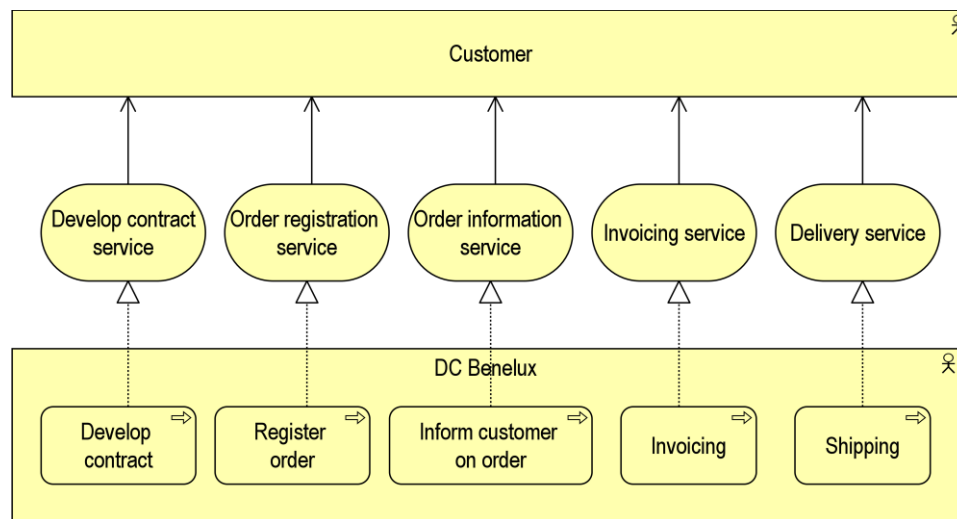 Customer
Develop contract
service
Order registration
service
Order information
service
Invoicing service
Delivery service
DC Benelux
Develop
contract
Register
order
Inform customer
on order
Invoicing
Shipping